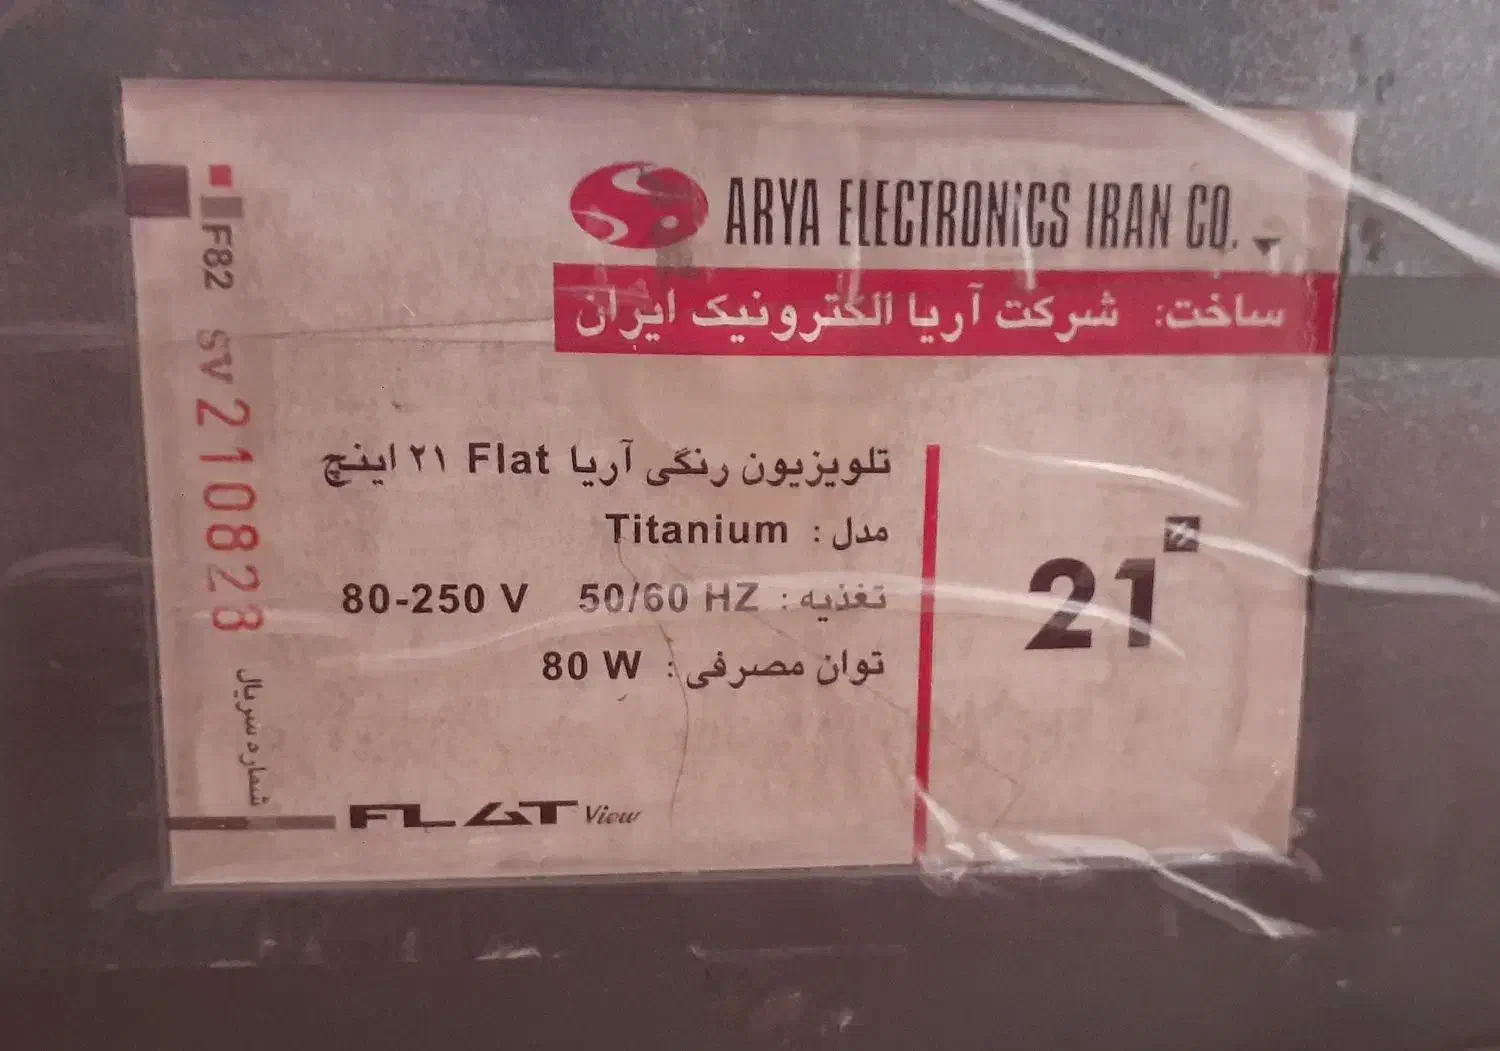 ARYA ELECTRONICS IRAN CO.
ساخت: شرکت آریا الکترونیک ایران
تلویزیون رنگی آریا Flat ۲۱ اینچ
مدل : Titanium
تغذیه : 50/60 HZ 80-250 V
توان مصرفی : 80 W
21
FLAT View
F82 SV 210828
شماره سریال